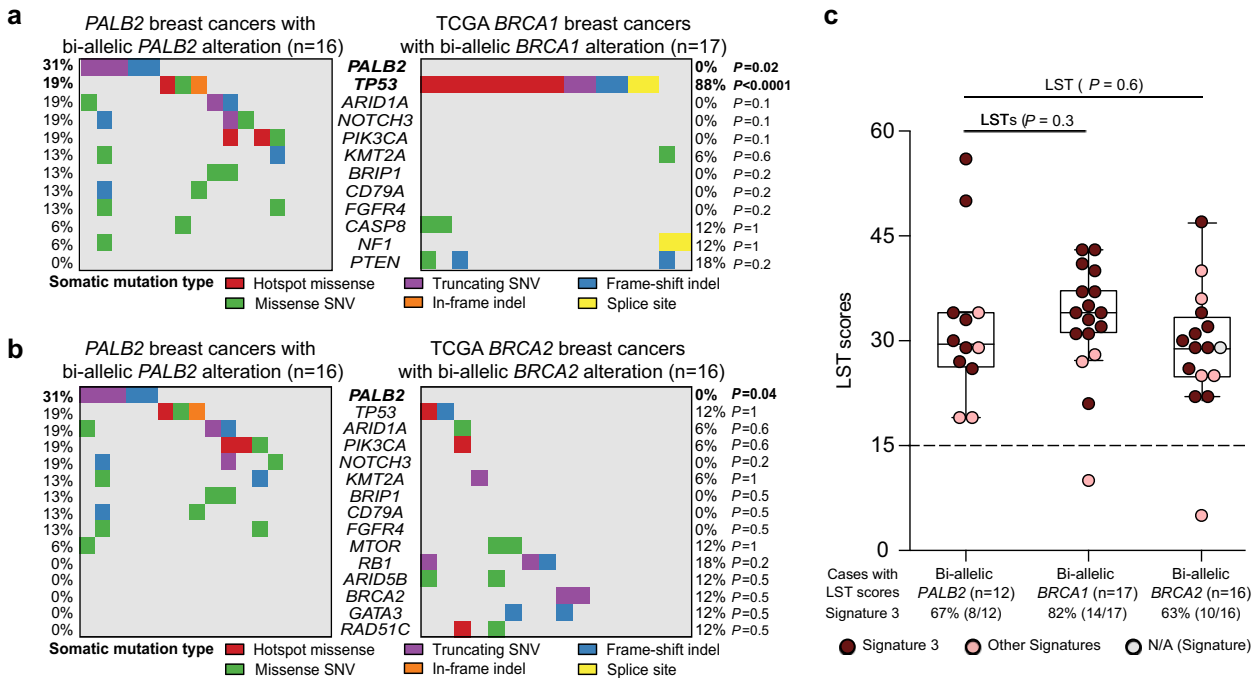 a
PALB2 breast cancers with
bi-allelic PALB2 alteration (n=16)
TCGA BRCA1 breast cancers
with bi-allelic BRCA1 alteration (n=17)
31% PALB2 0% P=0.02
19% TP53 88% P<0.0001
19% ARID1A 0% P=0.1
19% NOTCH3 0% P=0.1
19% PIK3CA 0% P=0.1
13% KMT2A 6% P=0.6
13% BRIP1 0% P=0.2
13% CD79A 0% P=0.2
13% FGFR4 0% P=0.2
6% CASP8 12% P=1
6% NF1 12% P=1
0% PTEN 18% P=0.2
Somatic mutation type Hotspot missense Truncating SNV Frame-shift indel
Missense SNV In-frame indel Splice site
b
PALB2 breast cancers with
bi-allelic PALB2 alteration (n=16)
TCGA BRCA2 breast cancers
with bi-allelic BRCA2 alteration (n=16)
31% PALB2 0% P=0.04
19% TP53 12% P=1
19% ARID1A 6% P=0.6
19% PIK3CA 6% P=0.6
19% NOTCH3 0% P=0.2
13% KMT2A 6% P=1
13% BRIP1 0% P=0.5
13% CD79A 0% P=0.5
13% FGFR4 0% P=0.5
6% MTOR 12% P=1
0% RB1 18% P=0.2
0% ARID5B 12% P=0.5
0% BRCA2 12% P=0.5
0% GATA3 12% P=0.5
0% RAD51C 12% P=0.5
Somatic mutation type Hotspot missense Truncating SNV Frame-shift indel
Missense SNV In-frame indel Splice site
c
LST ( P = 0.6)
LSTs (P = 0.3
LST scores
60
45
30
15
0
Cases with
LST scores
Signature 3
Bi-allelic
PALB2 (n=12)
67% (8/12)
Bi-allelic
BRCA1 (n=17)
82% (14/17)
Bi-allelic
BRCA2 (n=16)
63% (10/16)
Signature 3 Other Signatures N/A (Signature)